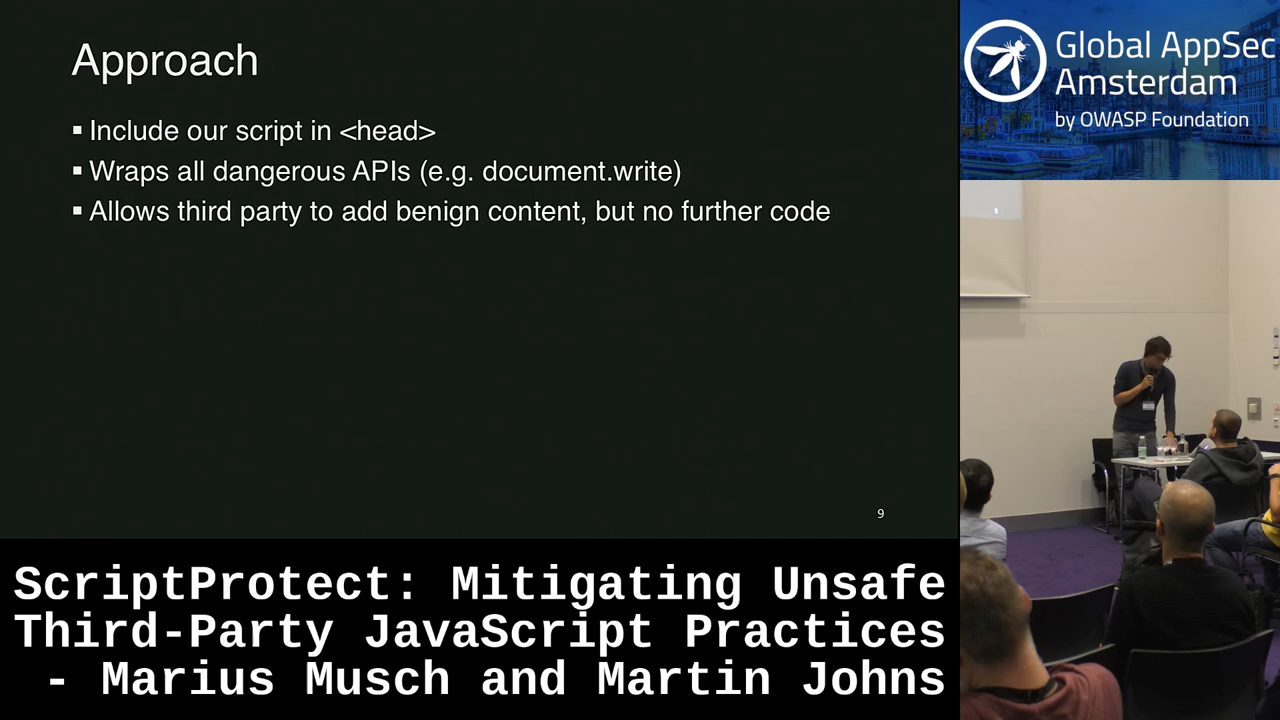 Approach
▪ Include our script in <head>
▪ Wraps all dangerous APIs (e.g. document.write)
▪ Allows third party to add benign content, but no further code
9
Global AppSec
Amsterdam
by OWASP Foundation
ScriptProtect: Mitigating Unsafe
Third-Party JavaScript Practices
- Marius Musch and Martin Johns